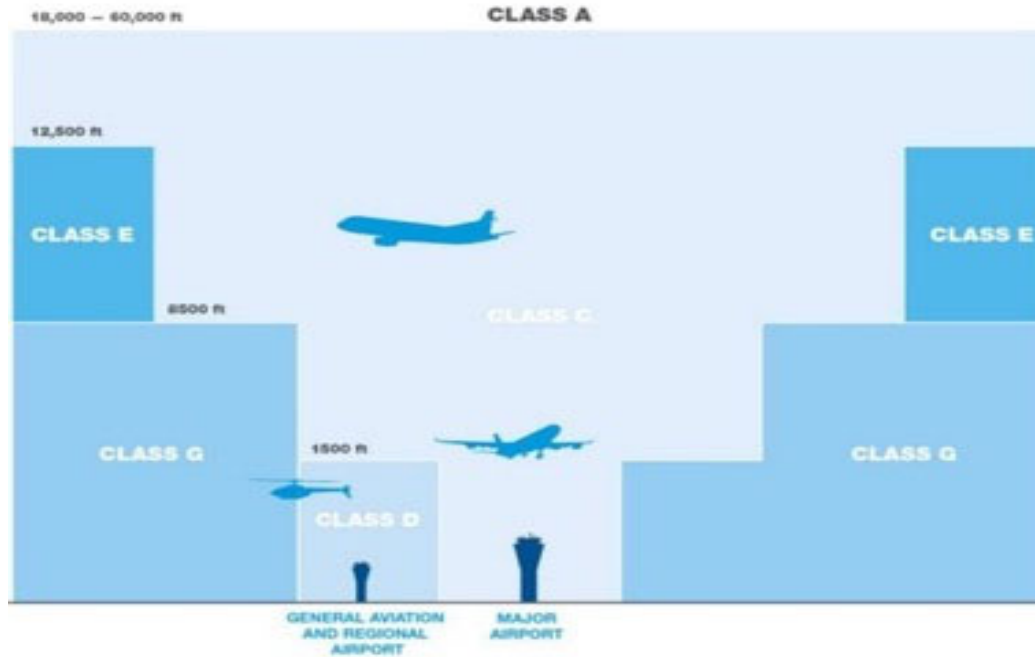 18,000 – 60,000 ft
CLASS A
12,500 ft
CLASS E
CLASS E
8500 ft
CLASS C
1500 ft
CLASS G
CLASS G
CLASS D
GENERAL AVIATION
AND REGIONAL
AIRPORT
MAJOR
AIRPORT